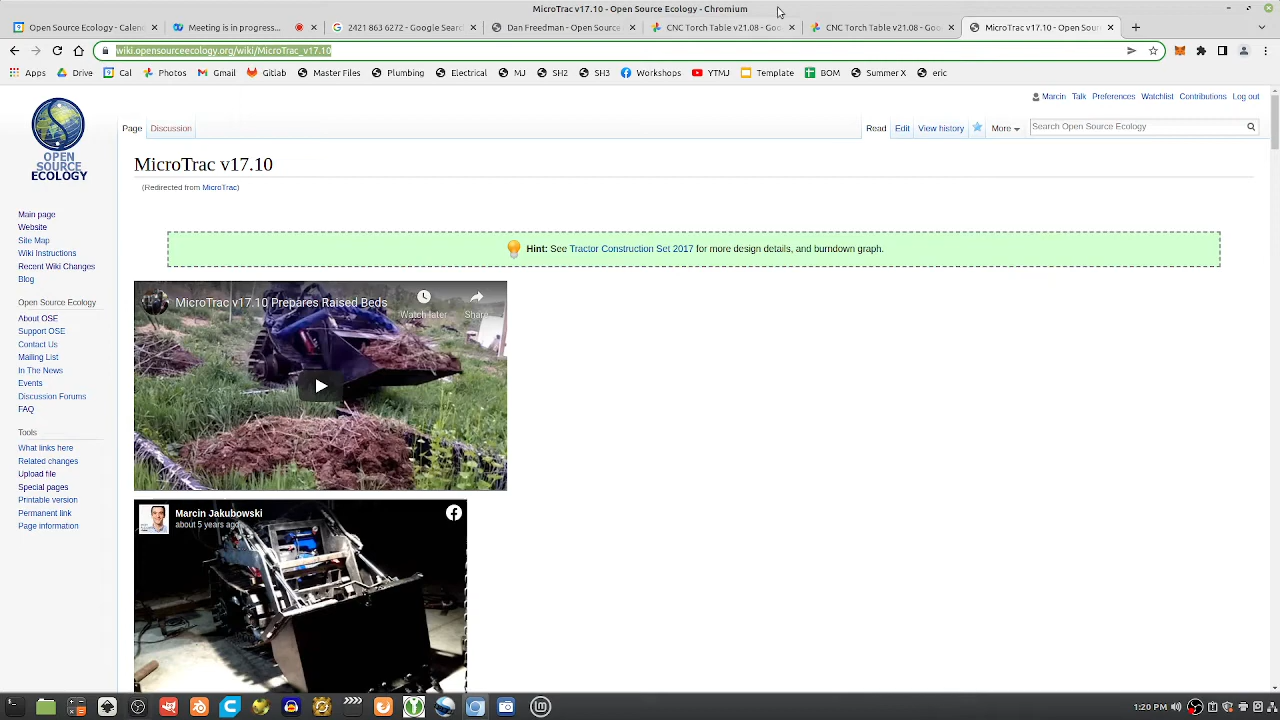 MicroTrac v17.10 - Open Source Ecology - Chromium
Open Source Ecology - Calen
Meeting is in progress...
2421 863 6272 - Google Sear
Dan Freedman - Open Source
CNC Torch Table v21.08 - Goo
CNC Torch Table v21.08 - Go
MicroTrac v17.10 - Open Soun
wiki.opensourceecology.org/wiki/MicroTrac_v17.10
Apps
Drive
Cal
Photos
Gmail
Gitlab
Master Files
Plumbing
Electrical
MJ
SH2
SH3
Workshops
YTMJ
Template
BOM
Summer X
eric
Marcin Talk Preferences Watchlist Contributions Log out
Page Discussion
Read Edit View history More
Search Open Source Ecology
OPEN
SOURCE
ECOLOGY
Main page
Website
Site Map
Wiki Instructions
Recent Wiki Changes
Blog
Open Source Ecology
About OSE
Support OSE
Contact Us
Mailing List
In The News
Events
Discussion Forums
FAQ
Tools
What links here
Related changes
Upload file
Special pages
Printable version
Permanent link
Page information
MicroTrac v17.10
(Redirected from MicroTrac)
Hint: See Tractor Construction Set 2017 for more design details, and burndown graph.
MicroTrac v17.10 Prepares Raised Beds
Watch later
Share
Marcin Jakubowski
about 5 years ago
1:20 PM